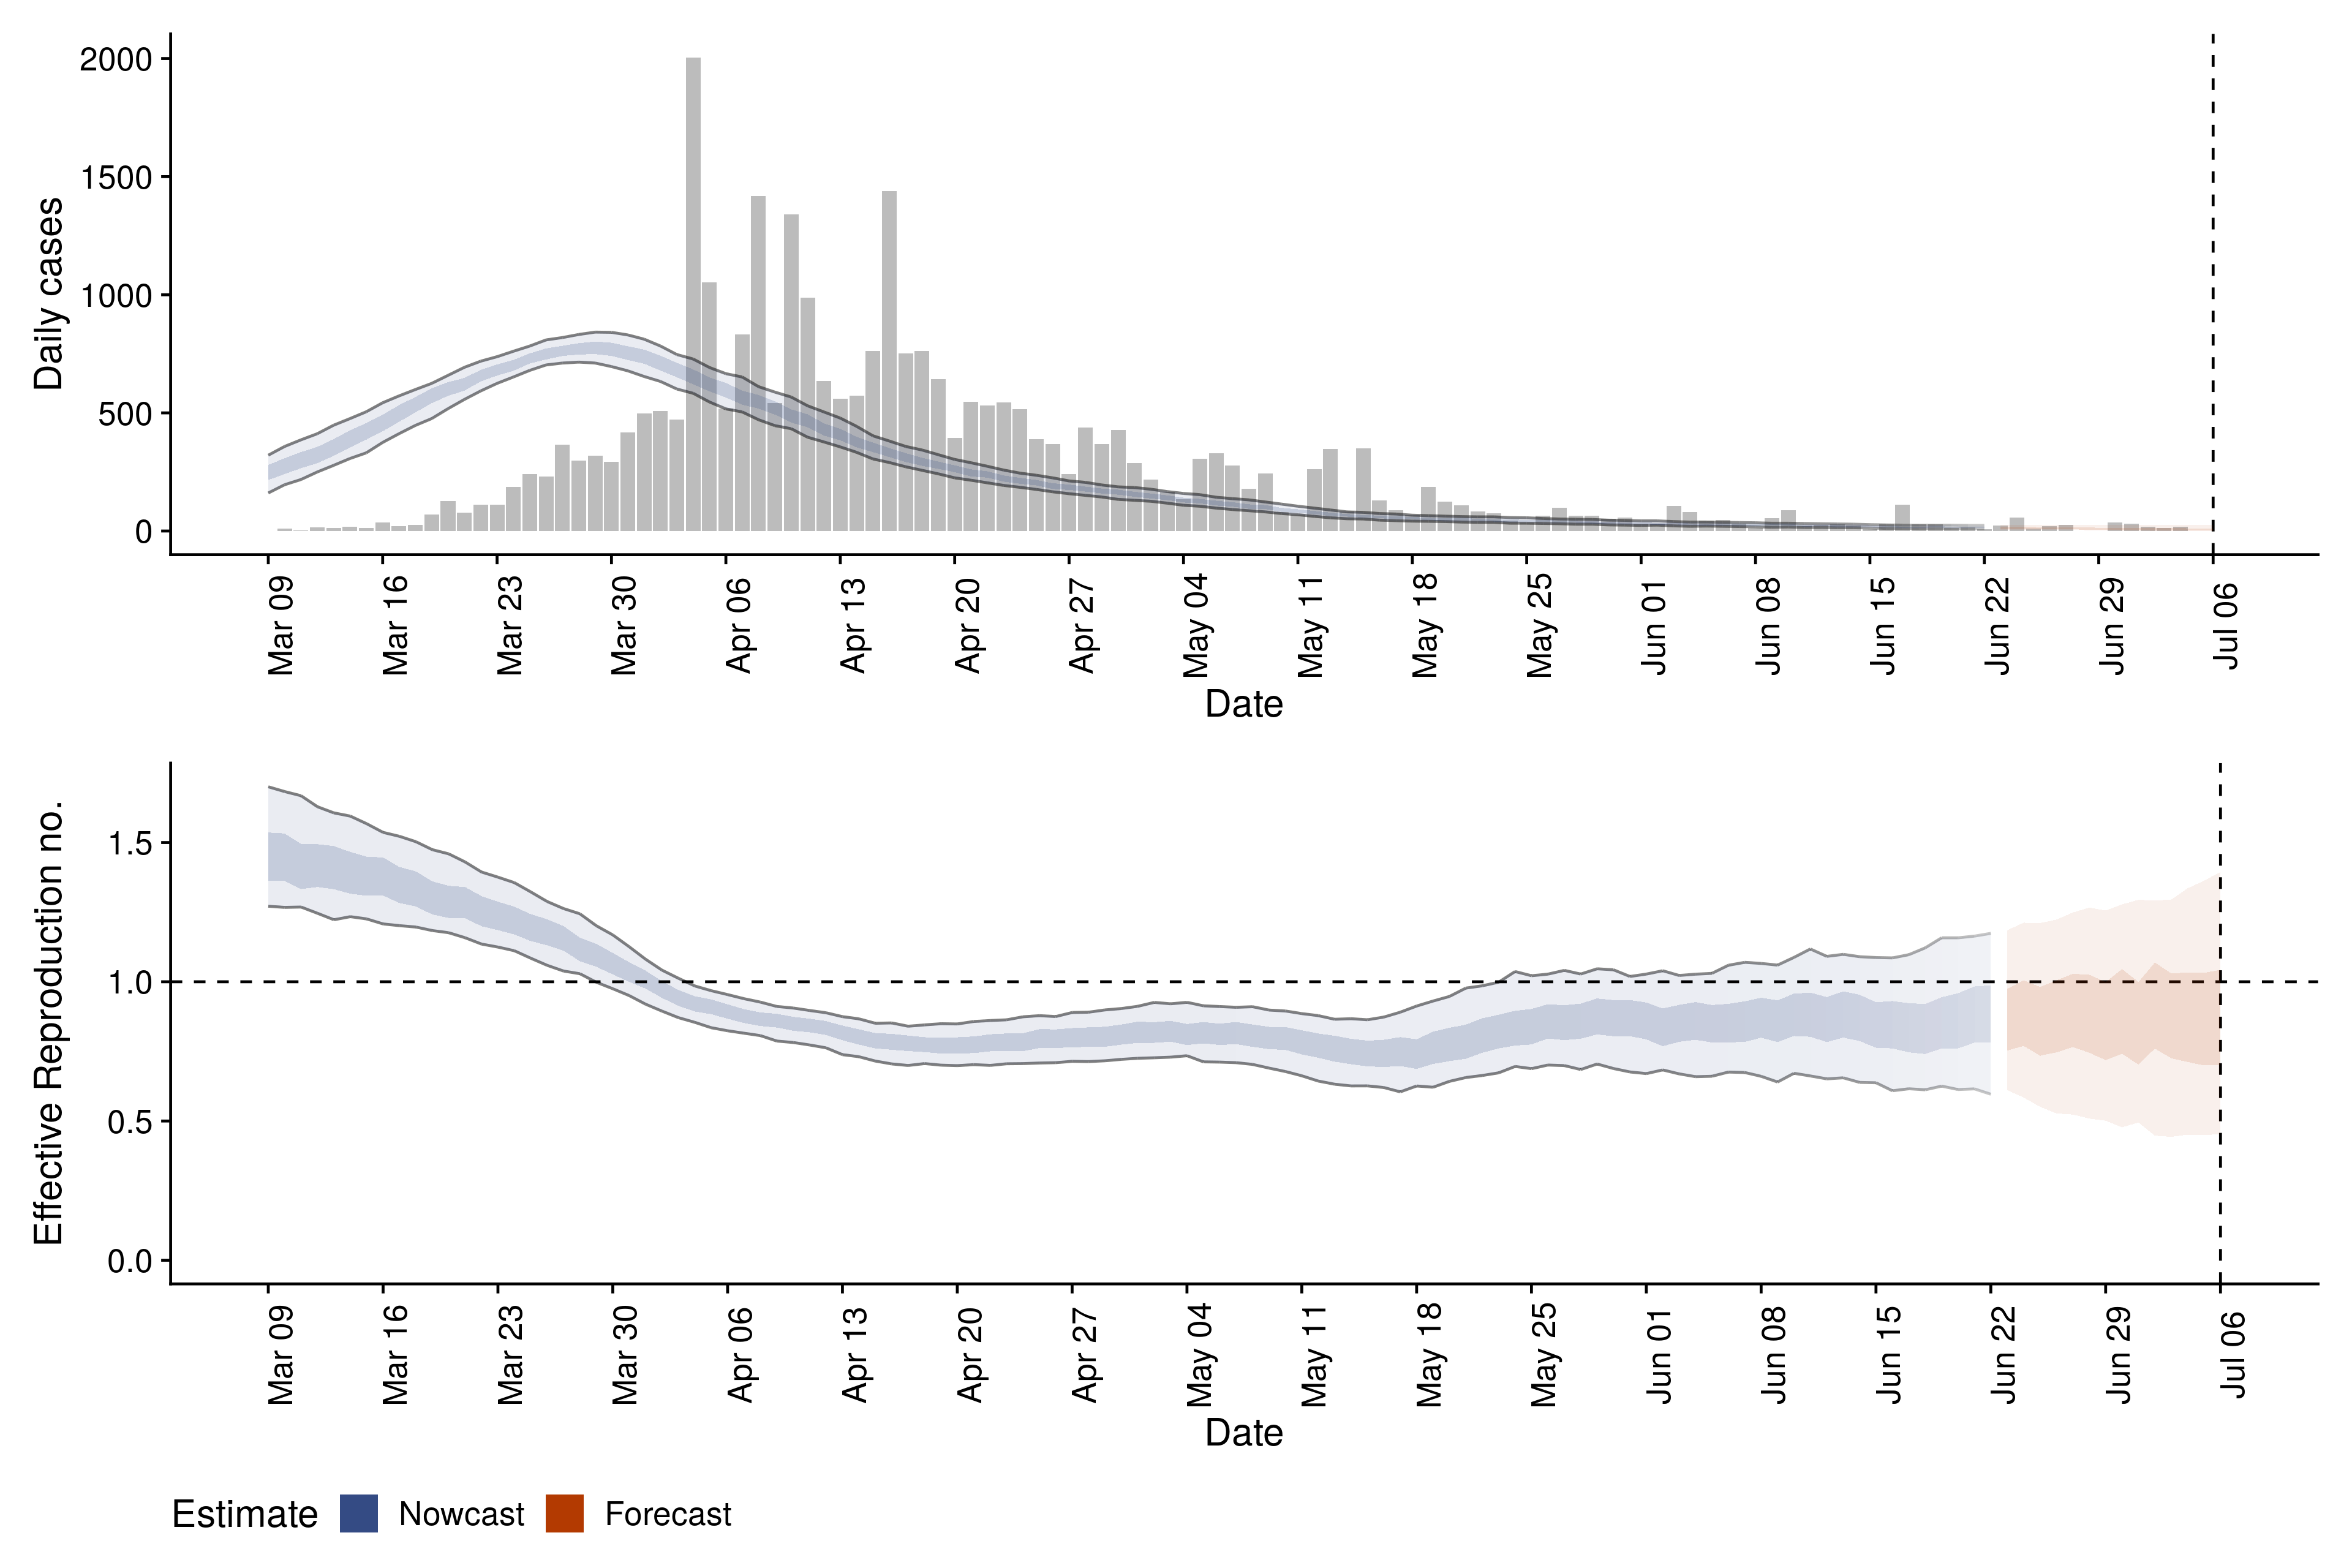 Daily cases
2000
1500
1000
500
0
Mar 09 Mar 16 Mar 23 Mar 30 Apr 06 Apr 13 Apr 20 Apr 27 May 04 May 11 May 18 May 25 Jun 01 Jun 08 Jun 15 Jun 22 Jun 29 Jul 06
Date
Effective Reproduction no.
1.5
1.0
0.5
0.0
Mar 09 Mar 16 Mar 23 Mar 30 Apr 06 Apr 13 Apr 20 Apr 27 May 04 May 11 May 18 May 25 Jun 01 Jun 08 Jun 15 Jun 22 Jun 29 Jul 06
Date
Estimate Nowcast Forecast